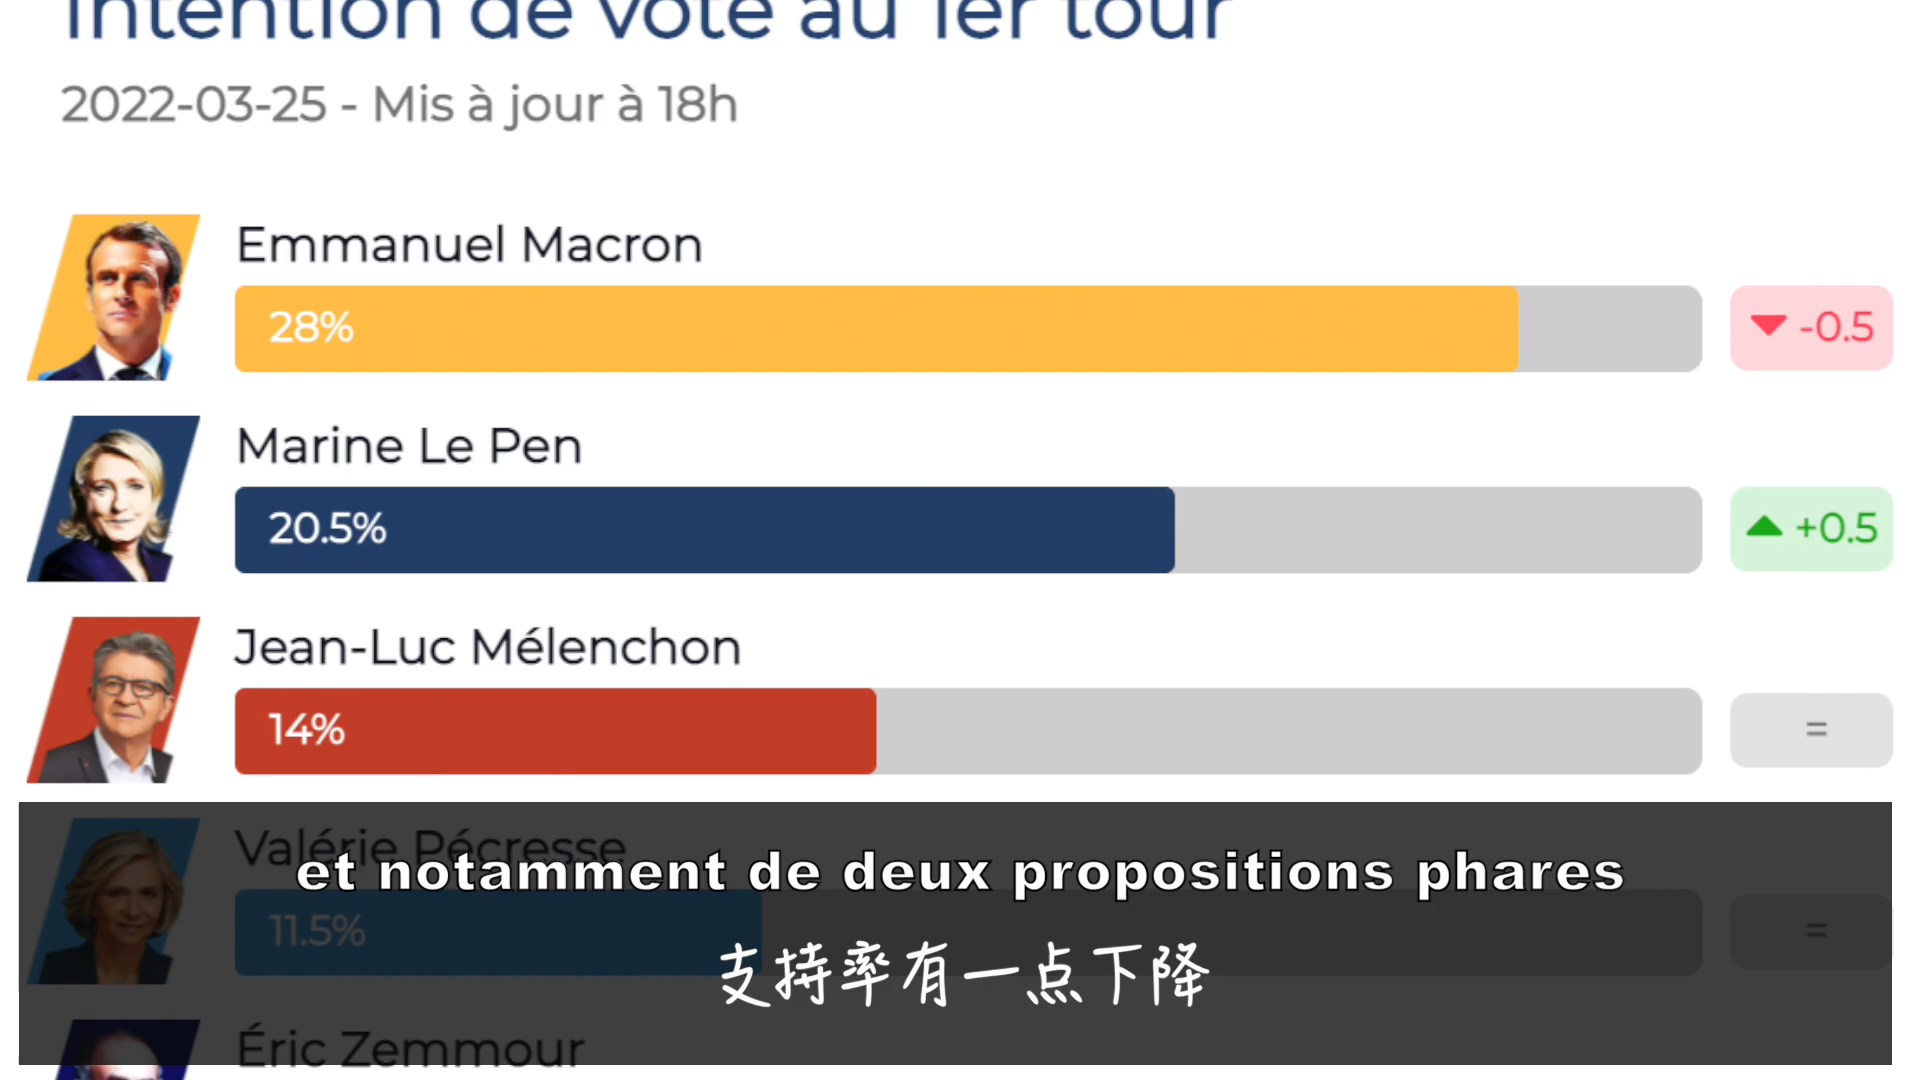 Intention de vote au 1er tour
2022-03-25 - Mis à jour à 18h
Emmanuel Macron
28%
-0.5
Marine Le Pen
20.5%
+0.5
Jean-Luc Mélenchon
14%
=
Valérie Pécresse
et notamment de deux propositions phares
11.5%
=
支持率有一点下降
Éric Zemmour